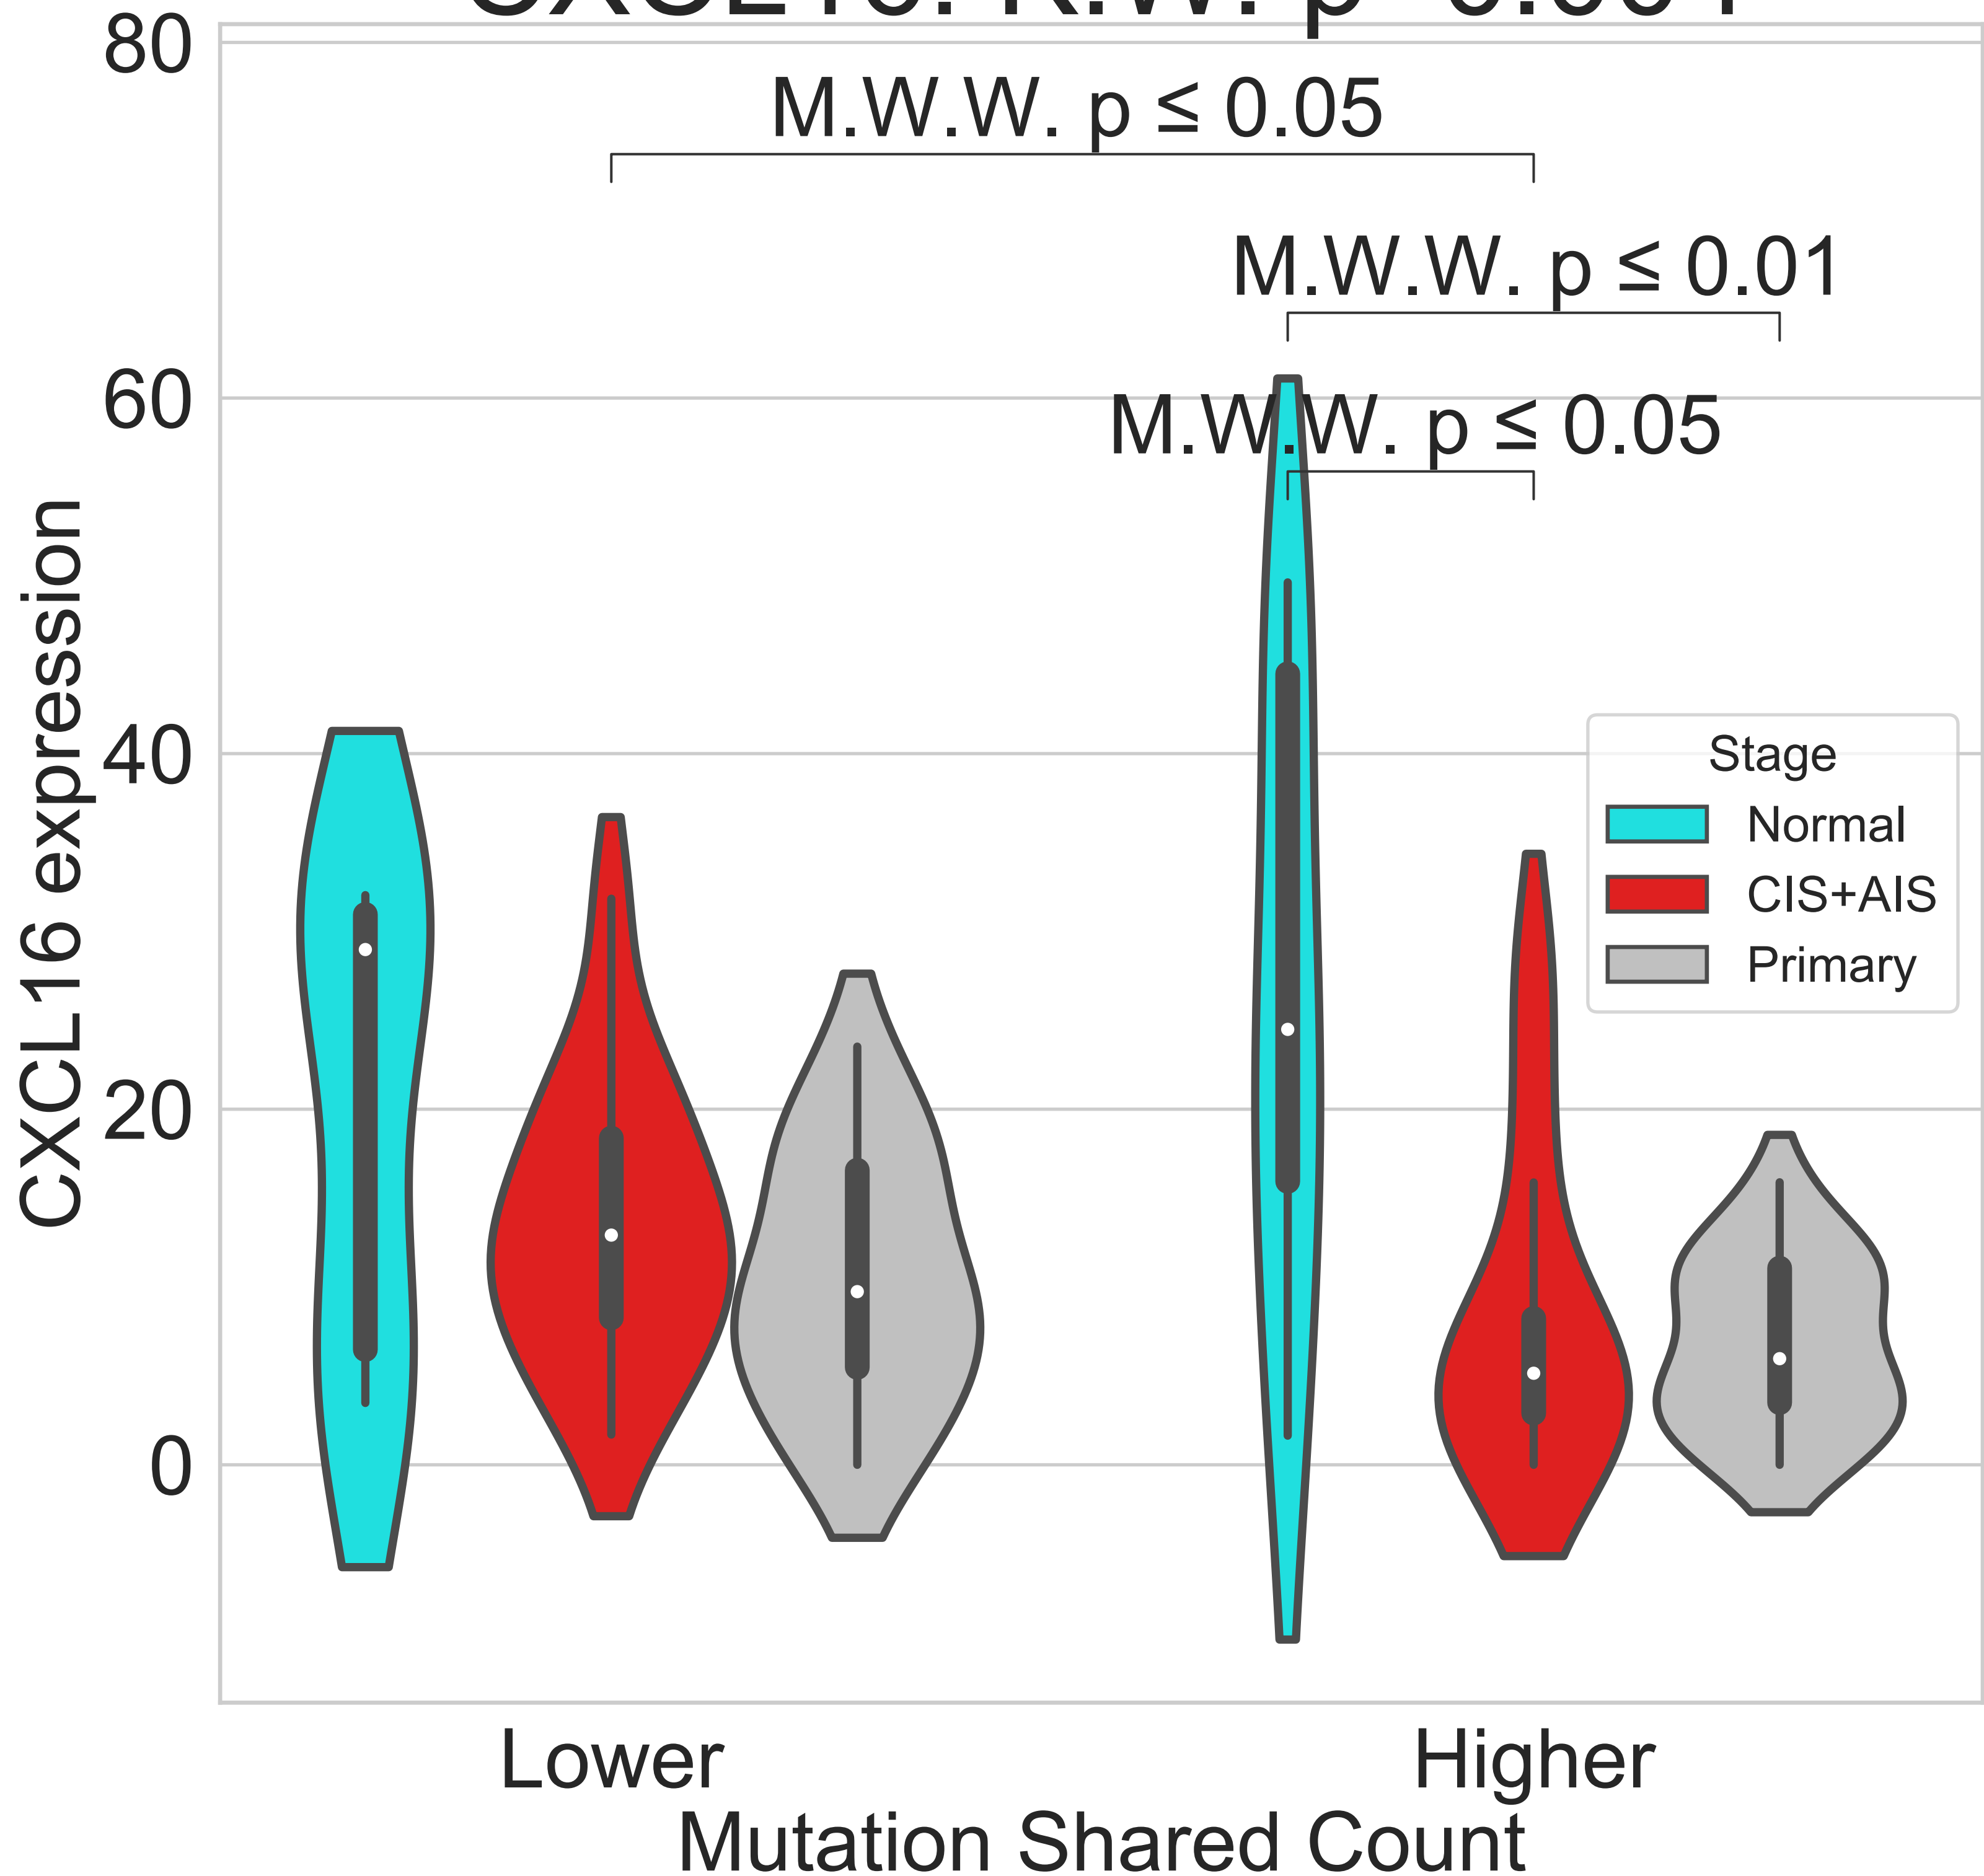 80
M.W.W. p ≤ 0.05
M.W.W. p ≤ 0.01
60
M.W.W. p ≤ 0.05
CXCL16 expression
40
Stage
Normal
CIS+AIS
Primary
20
0
Lower
Higher
Mutation Shared Count